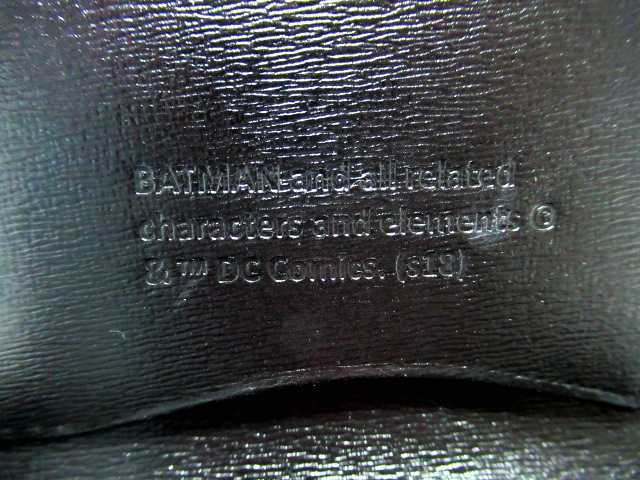 BATMAN and all related
characters and elements ©
& ™ DC Comics. (s18)